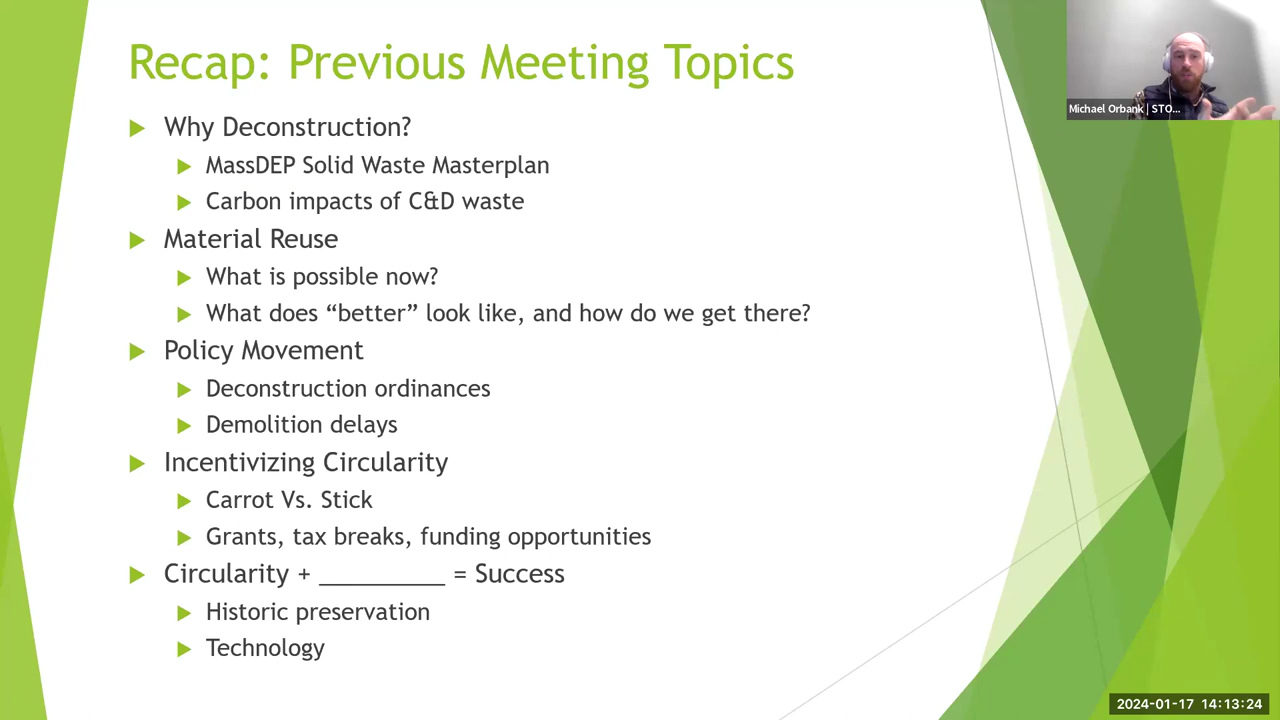 Recap: Previous Meeting Topics
Why Deconstruction?
MassDEP Solid Waste Masterplan
Carbon impacts of C&D waste
Material Reuse
What is possible now?
What does “better” look like, and how do we get there?
Policy Movement
Deconstruction ordinances
Demolition delays
Incentivizing Circularity
Carrot Vs. Stick
Grants, tax breaks, funding opportunities
Circularity + _________ = Success
Historic preservation
Technology
Michael Orbank | STO...
2024-01-17 14:13:24